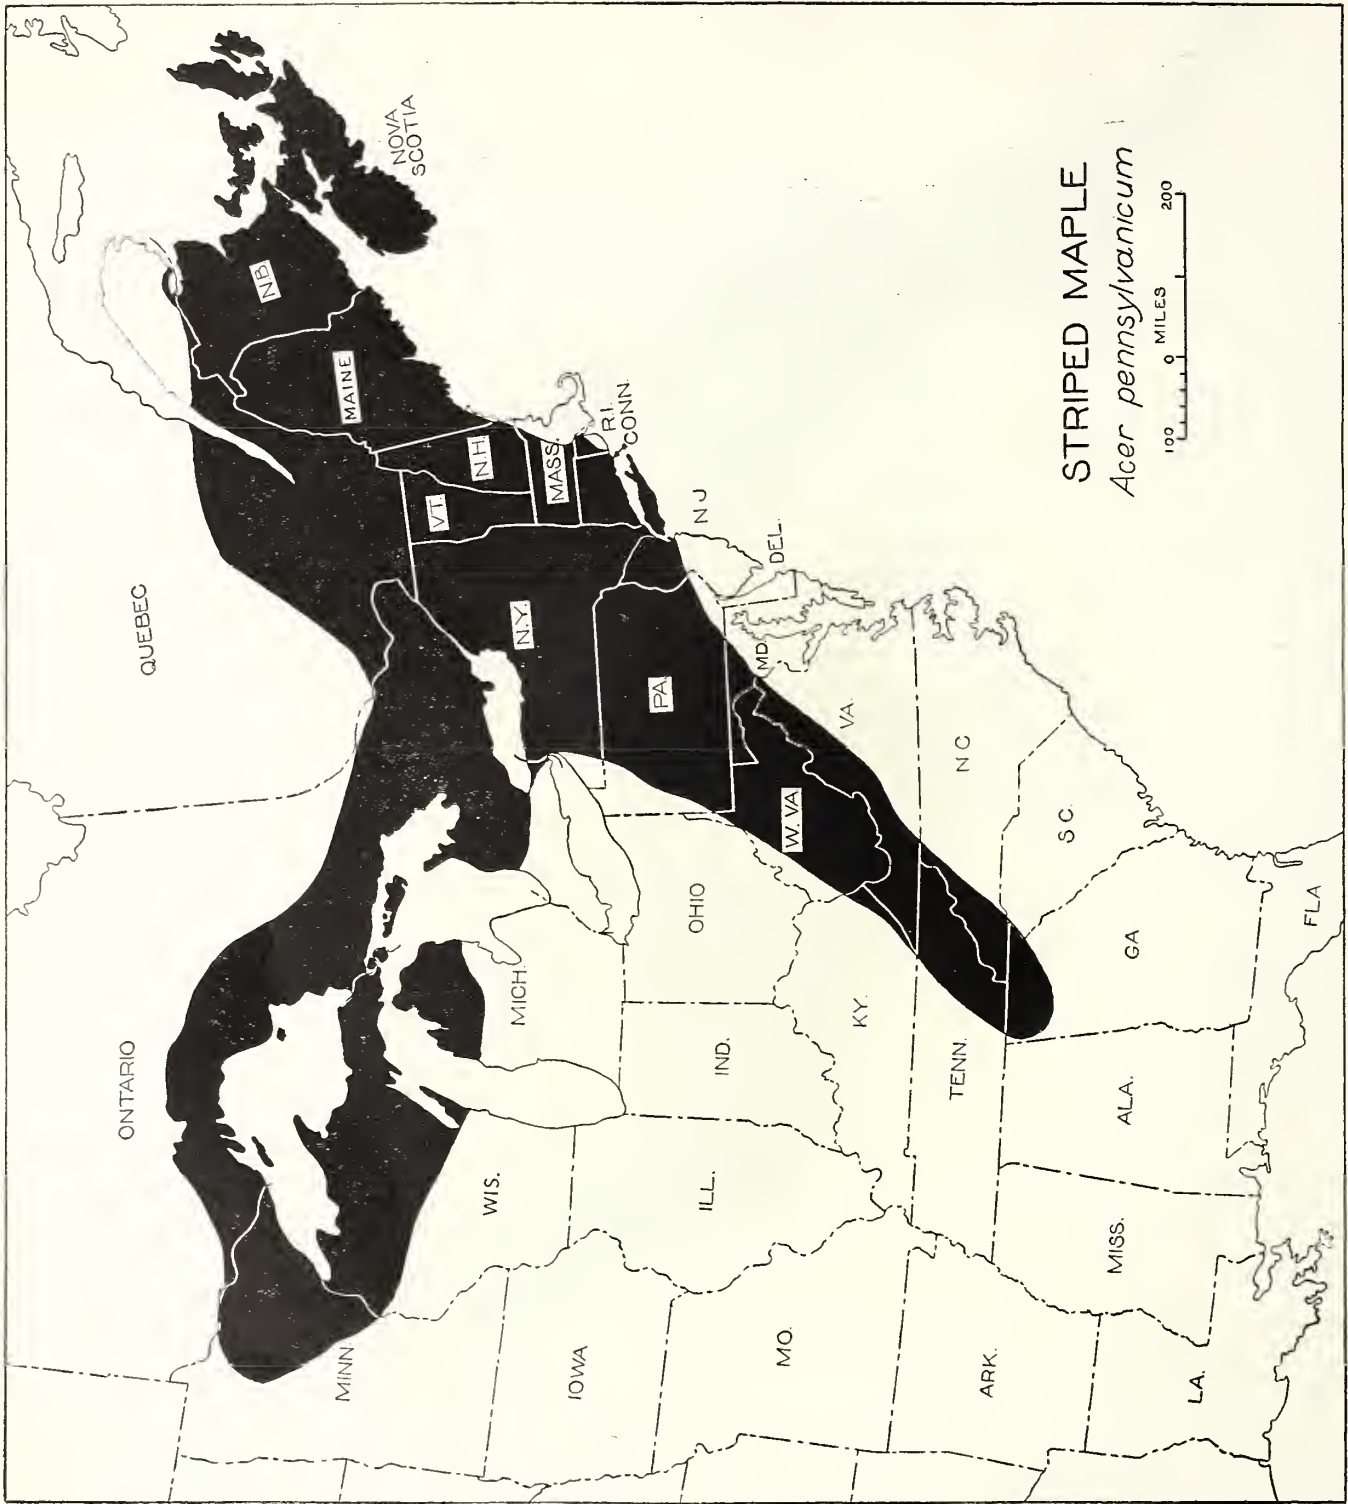 ONTARIO
QUEBEC
NOVA
SCOTIA
N.B.
MAINE
VT.
N.H.
MASS.
R.I.
CONN.
N.Y.
N J
PA.
DEL.
MD.
MINN.
WIS.
MICH.
OHIO
W.VA.
VA.
IOWA
ILL.
IND.
KY.
N C
MO.
TENN.
S C.
ARK.
MISS.
ALA.
GA
LA.
FLA
STRIPED MAPLE
Acer pennsylvanicum
100 0 200
MILES